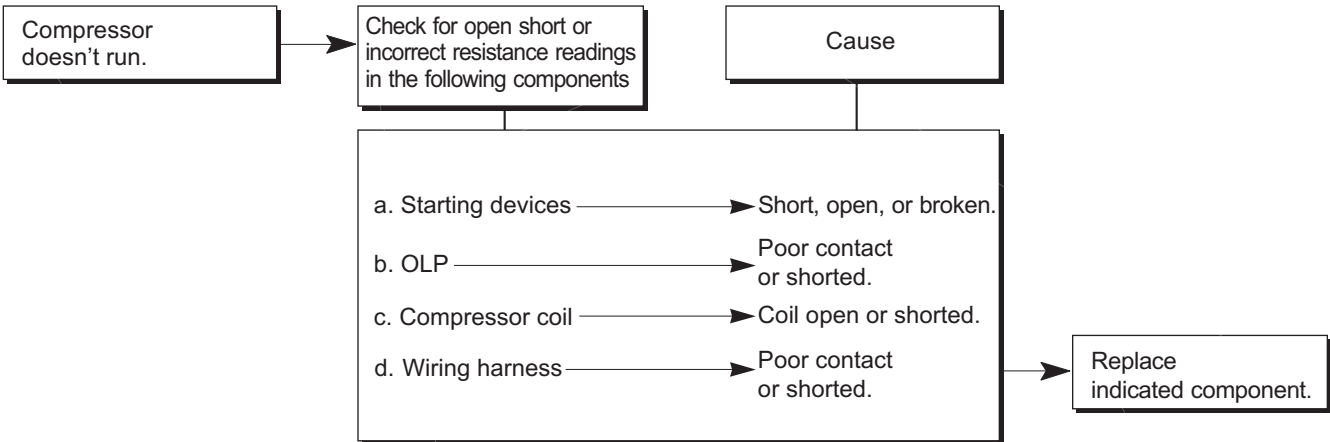 Compressor
doesn’t run.
Check for open short or
incorrect resistance readings
in the following components
Cause
a. Starting devices
Short, open, or broken.
b. OLP
Poor contact
or shorted.
c. Compressor coil
Coil open or shorted.
d. Wiring harness
Poor contact
or shorted.
Replace
indicated component.